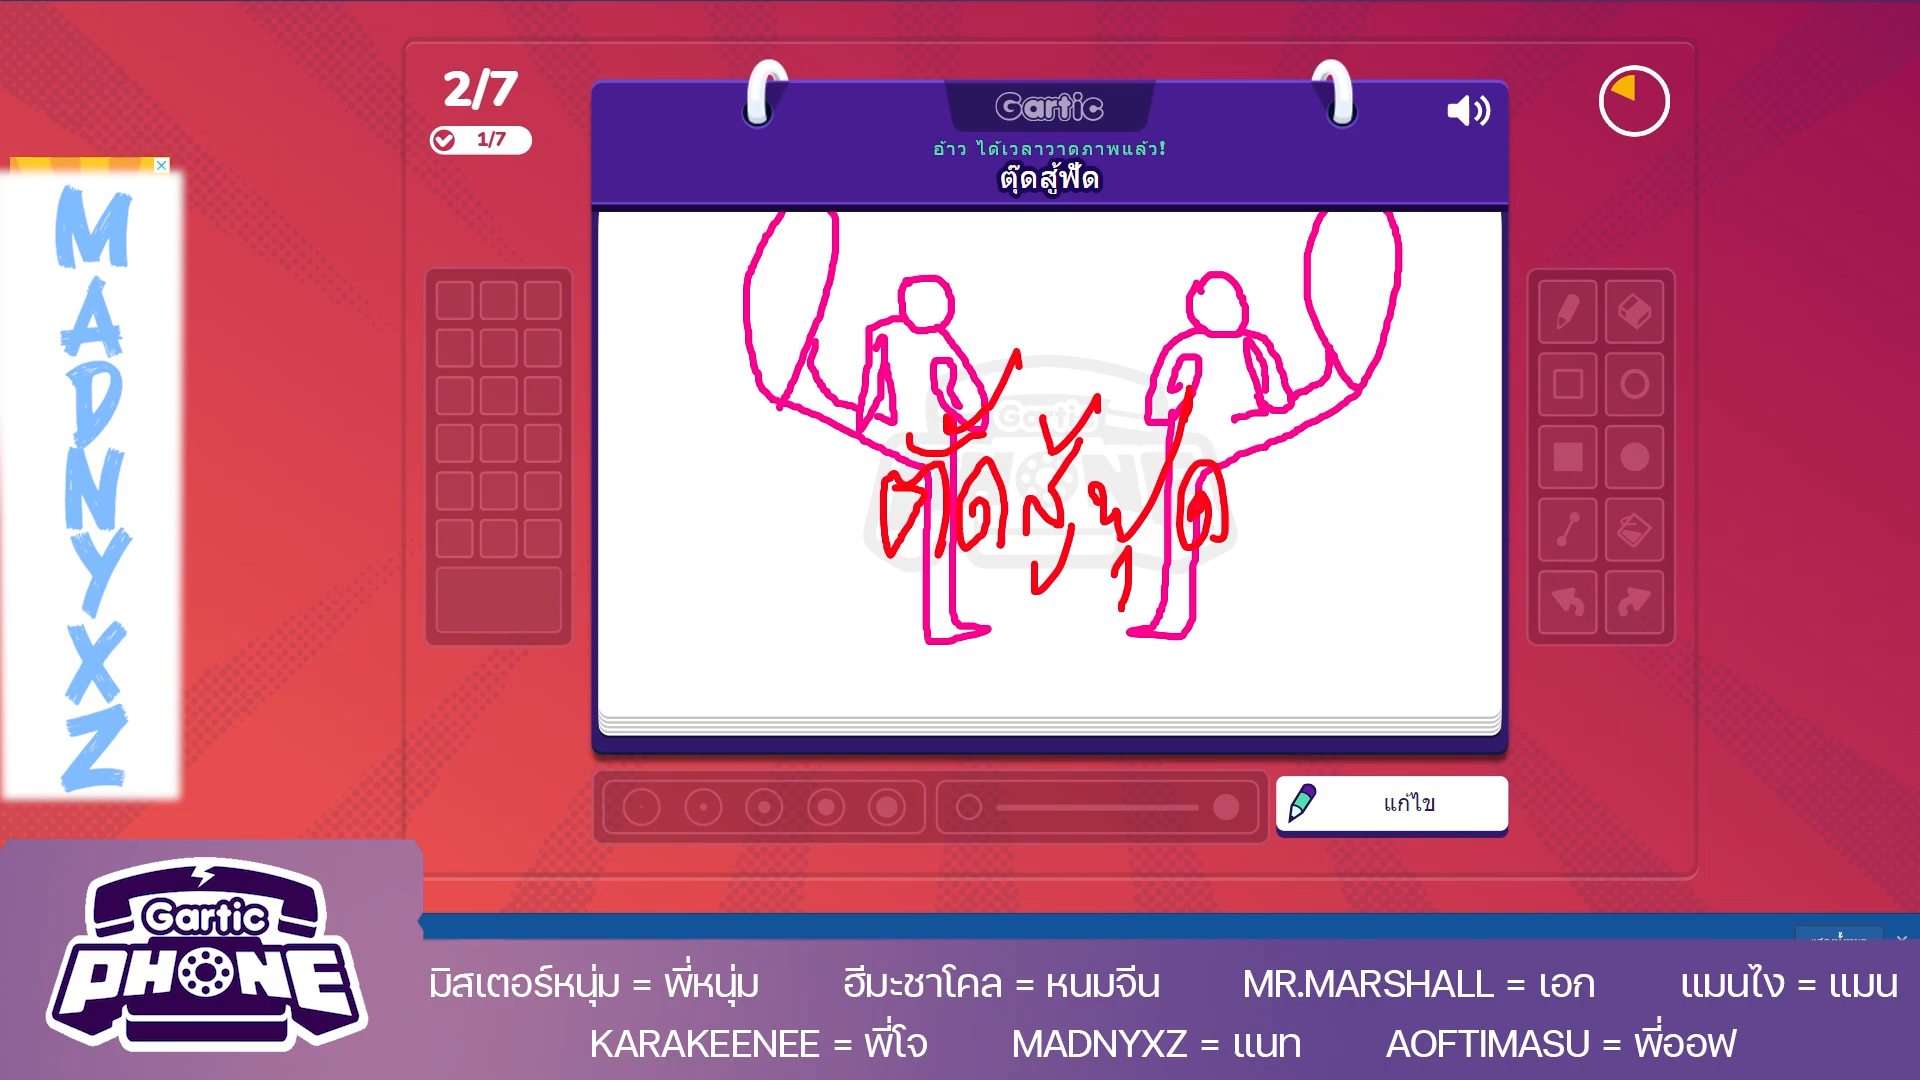 2/7
1/7
Gartic
อ้าว ได้เวลาวาดภาพแล้ว!
ตุ๊ดสู้ฟัด
MADNYXZ
Gartic
PHONE
ตุ๊ดสู้ฟัด
แก้ไข
Gartic
PHONE
มิสเตอร์หนุ่ม = พี่หนุ่ม
ฮีมะชาโคล = หนมจีน
MR.MARSHALL = เอก
แมนไง = แมน
KARAKEENEE = พี่โจ
MADNYXZ = แนท
AOFTIMASU = พี่ออฟ